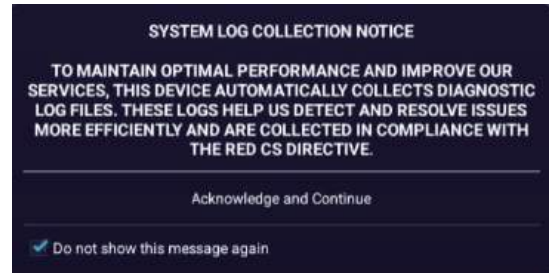 SYSTEM LOG COLLECTION NOTICE
TO MAINTAIN OPTIMAL PERFORMANCE AND IMPROVE OUR
SERVICES, THIS DEVICE AUTOMATICALLY COLLECTS DIAGNOSTIC
LOG FILES. THESE LOGS HELP US DETECT AND RESOLVE ISSUES
MORE EFFICIENTLY AND ARE COLLECTED IN COMPLIANCE WITH
THE RED CS DIRECTIVE.
Acknowledge and Continue
Do not show this message again